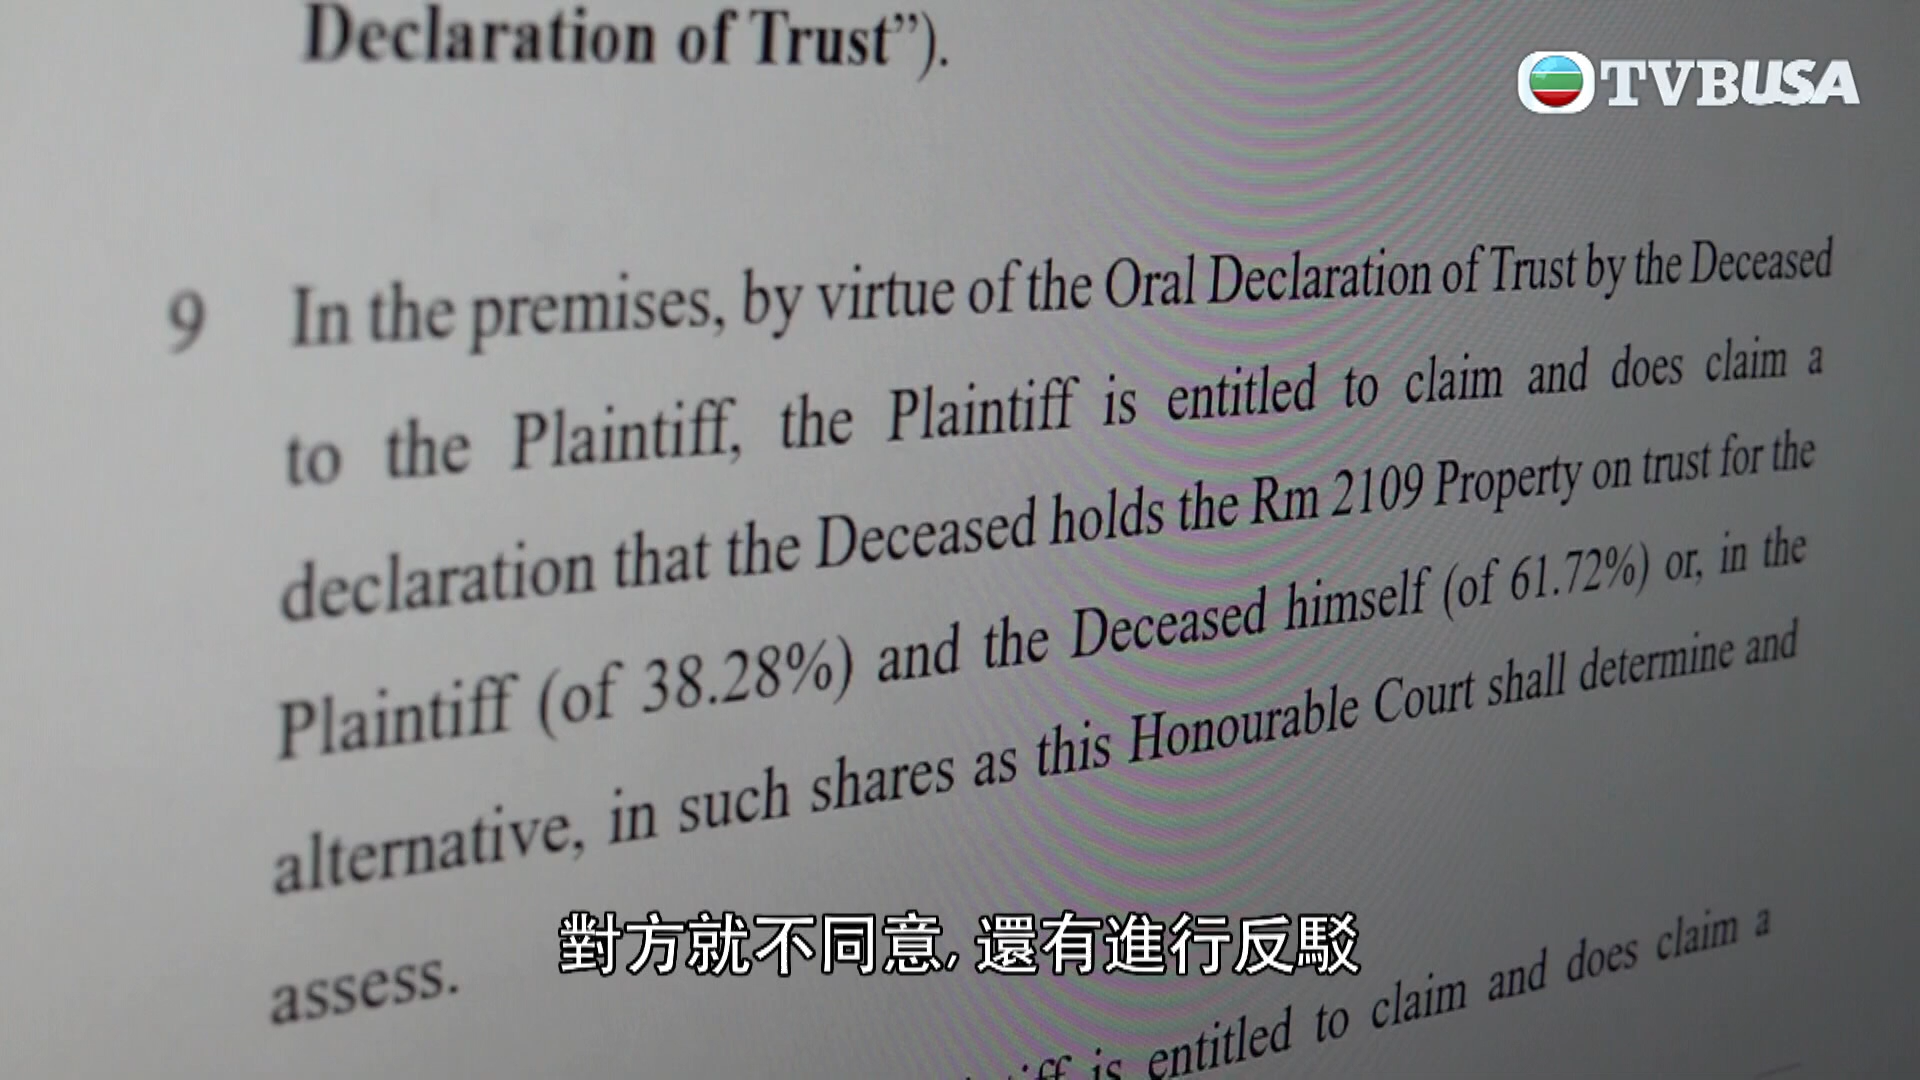 Declaration of Trust”).
TVBUSA
9 In the premises, by virtue of the Oral Declaration of Trust by the Deceased
to the Plaintiff, the Plaintiff is entitled to claim and does claim a
declaration that the Deceased holds the Rm 2109 Property on trust for the
Plaintiff (of 38.28%) and the Deceased himself (of 61.72%) or, in the
alternative, in such shares as this Honourable Court shall determine and
assess.
對方就不同意, 還有進行反駁
is entitled to claim and does claim a